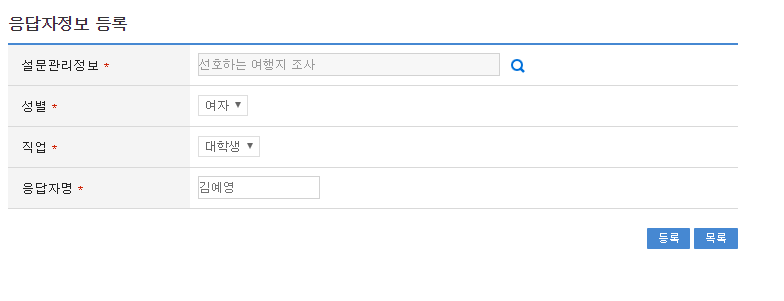 응답자정보 등록
설문관리정보 * 선호하는 여행지 조사
성별 * 여자 ▼
직업 * 대학생 ▼
응답자명 * 김예영
등록 목록